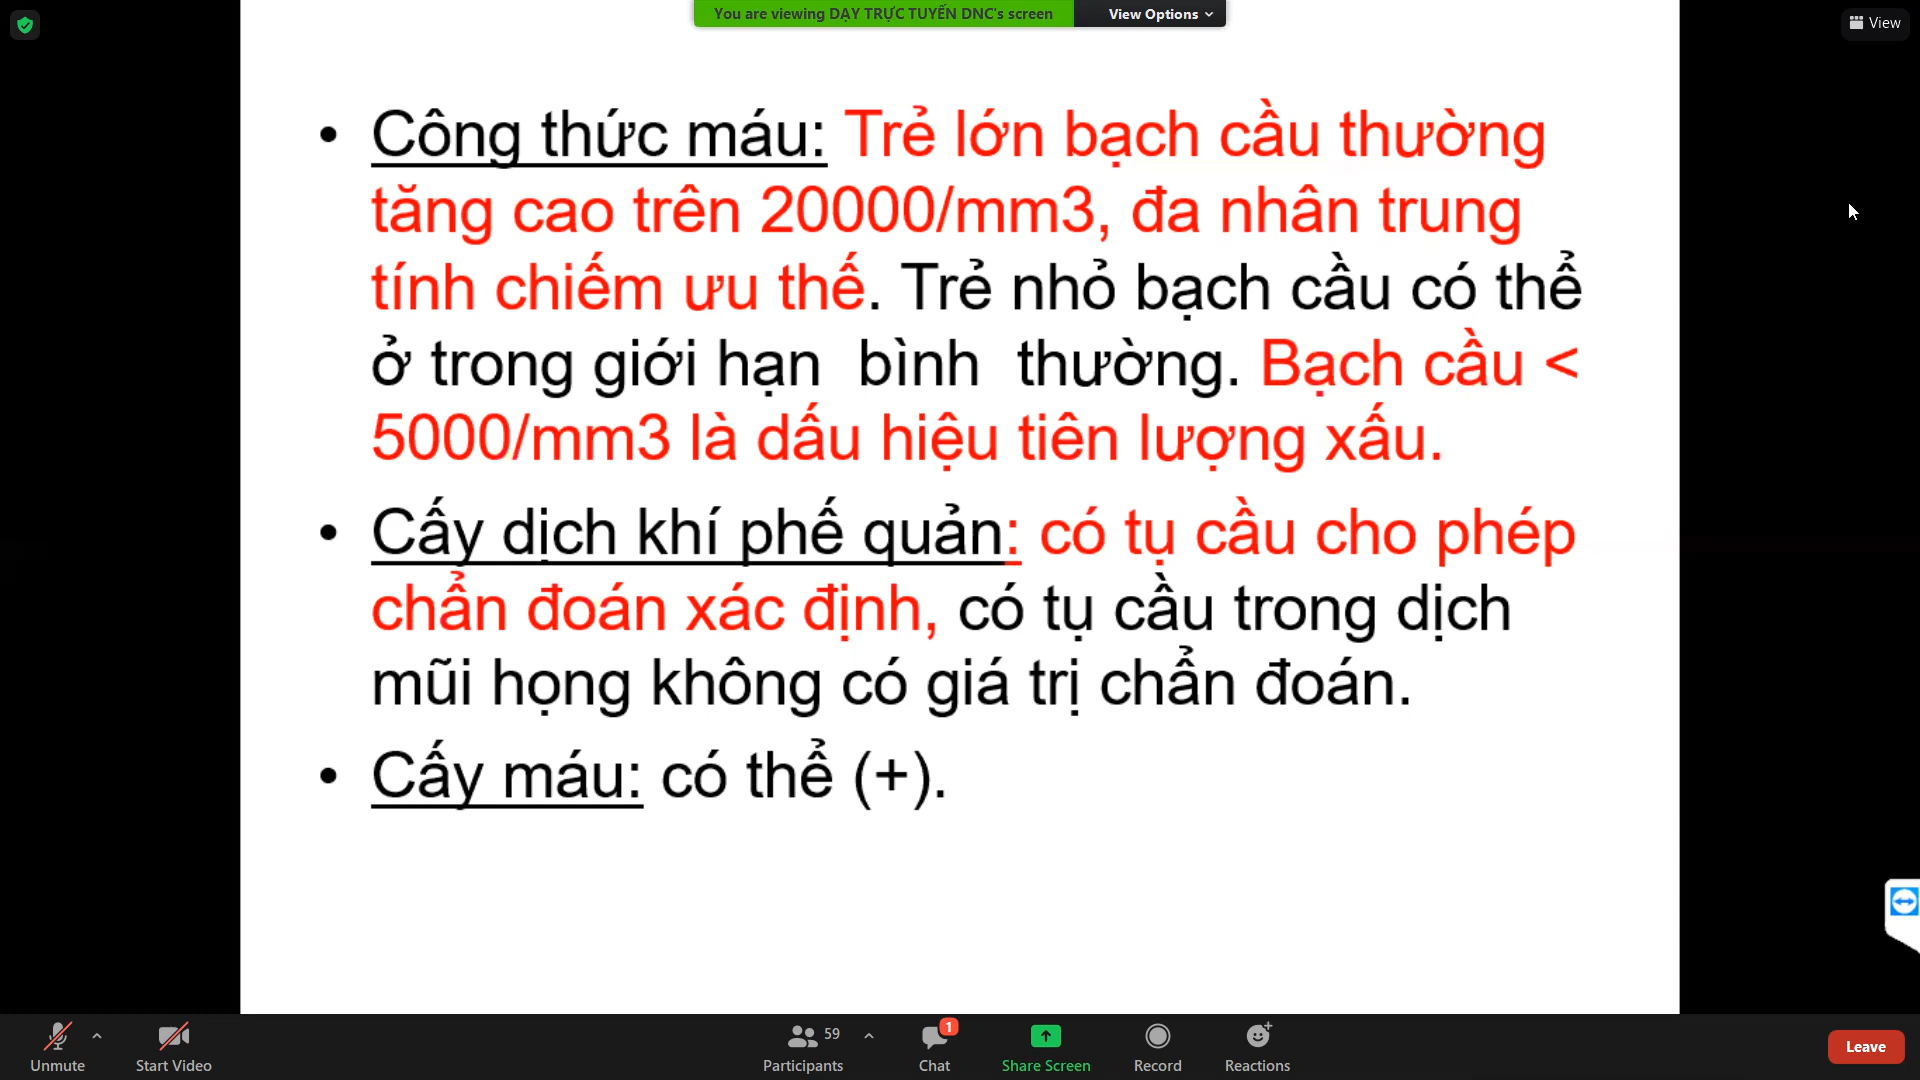 You are viewing DẠY TRỰC TUYẾN DNC's screen
View Options
View
• Công thức máu: Trẻ lớn bạch cầu thường
tăng cao trên 20000/mm3, đa nhân trung
tính chiếm ưu thế. Trẻ nhỏ bạch cầu có thể
ở trong giới hạn bình thường. Bạch cầu <
5000/mm3 là dấu hiệu tiên lượng xấu.
• Cấy dịch khí phế quản: có tụ cầu cho phép
chẩn đoán xác định, có tụ cầu trong dịch
mũi họng không có giá trị chẩn đoán.
• Cấy máu: có thể (+).
59
1
Unmute
Start Video
Participants
Chat
Share Screen
Record
Reactions
Leave